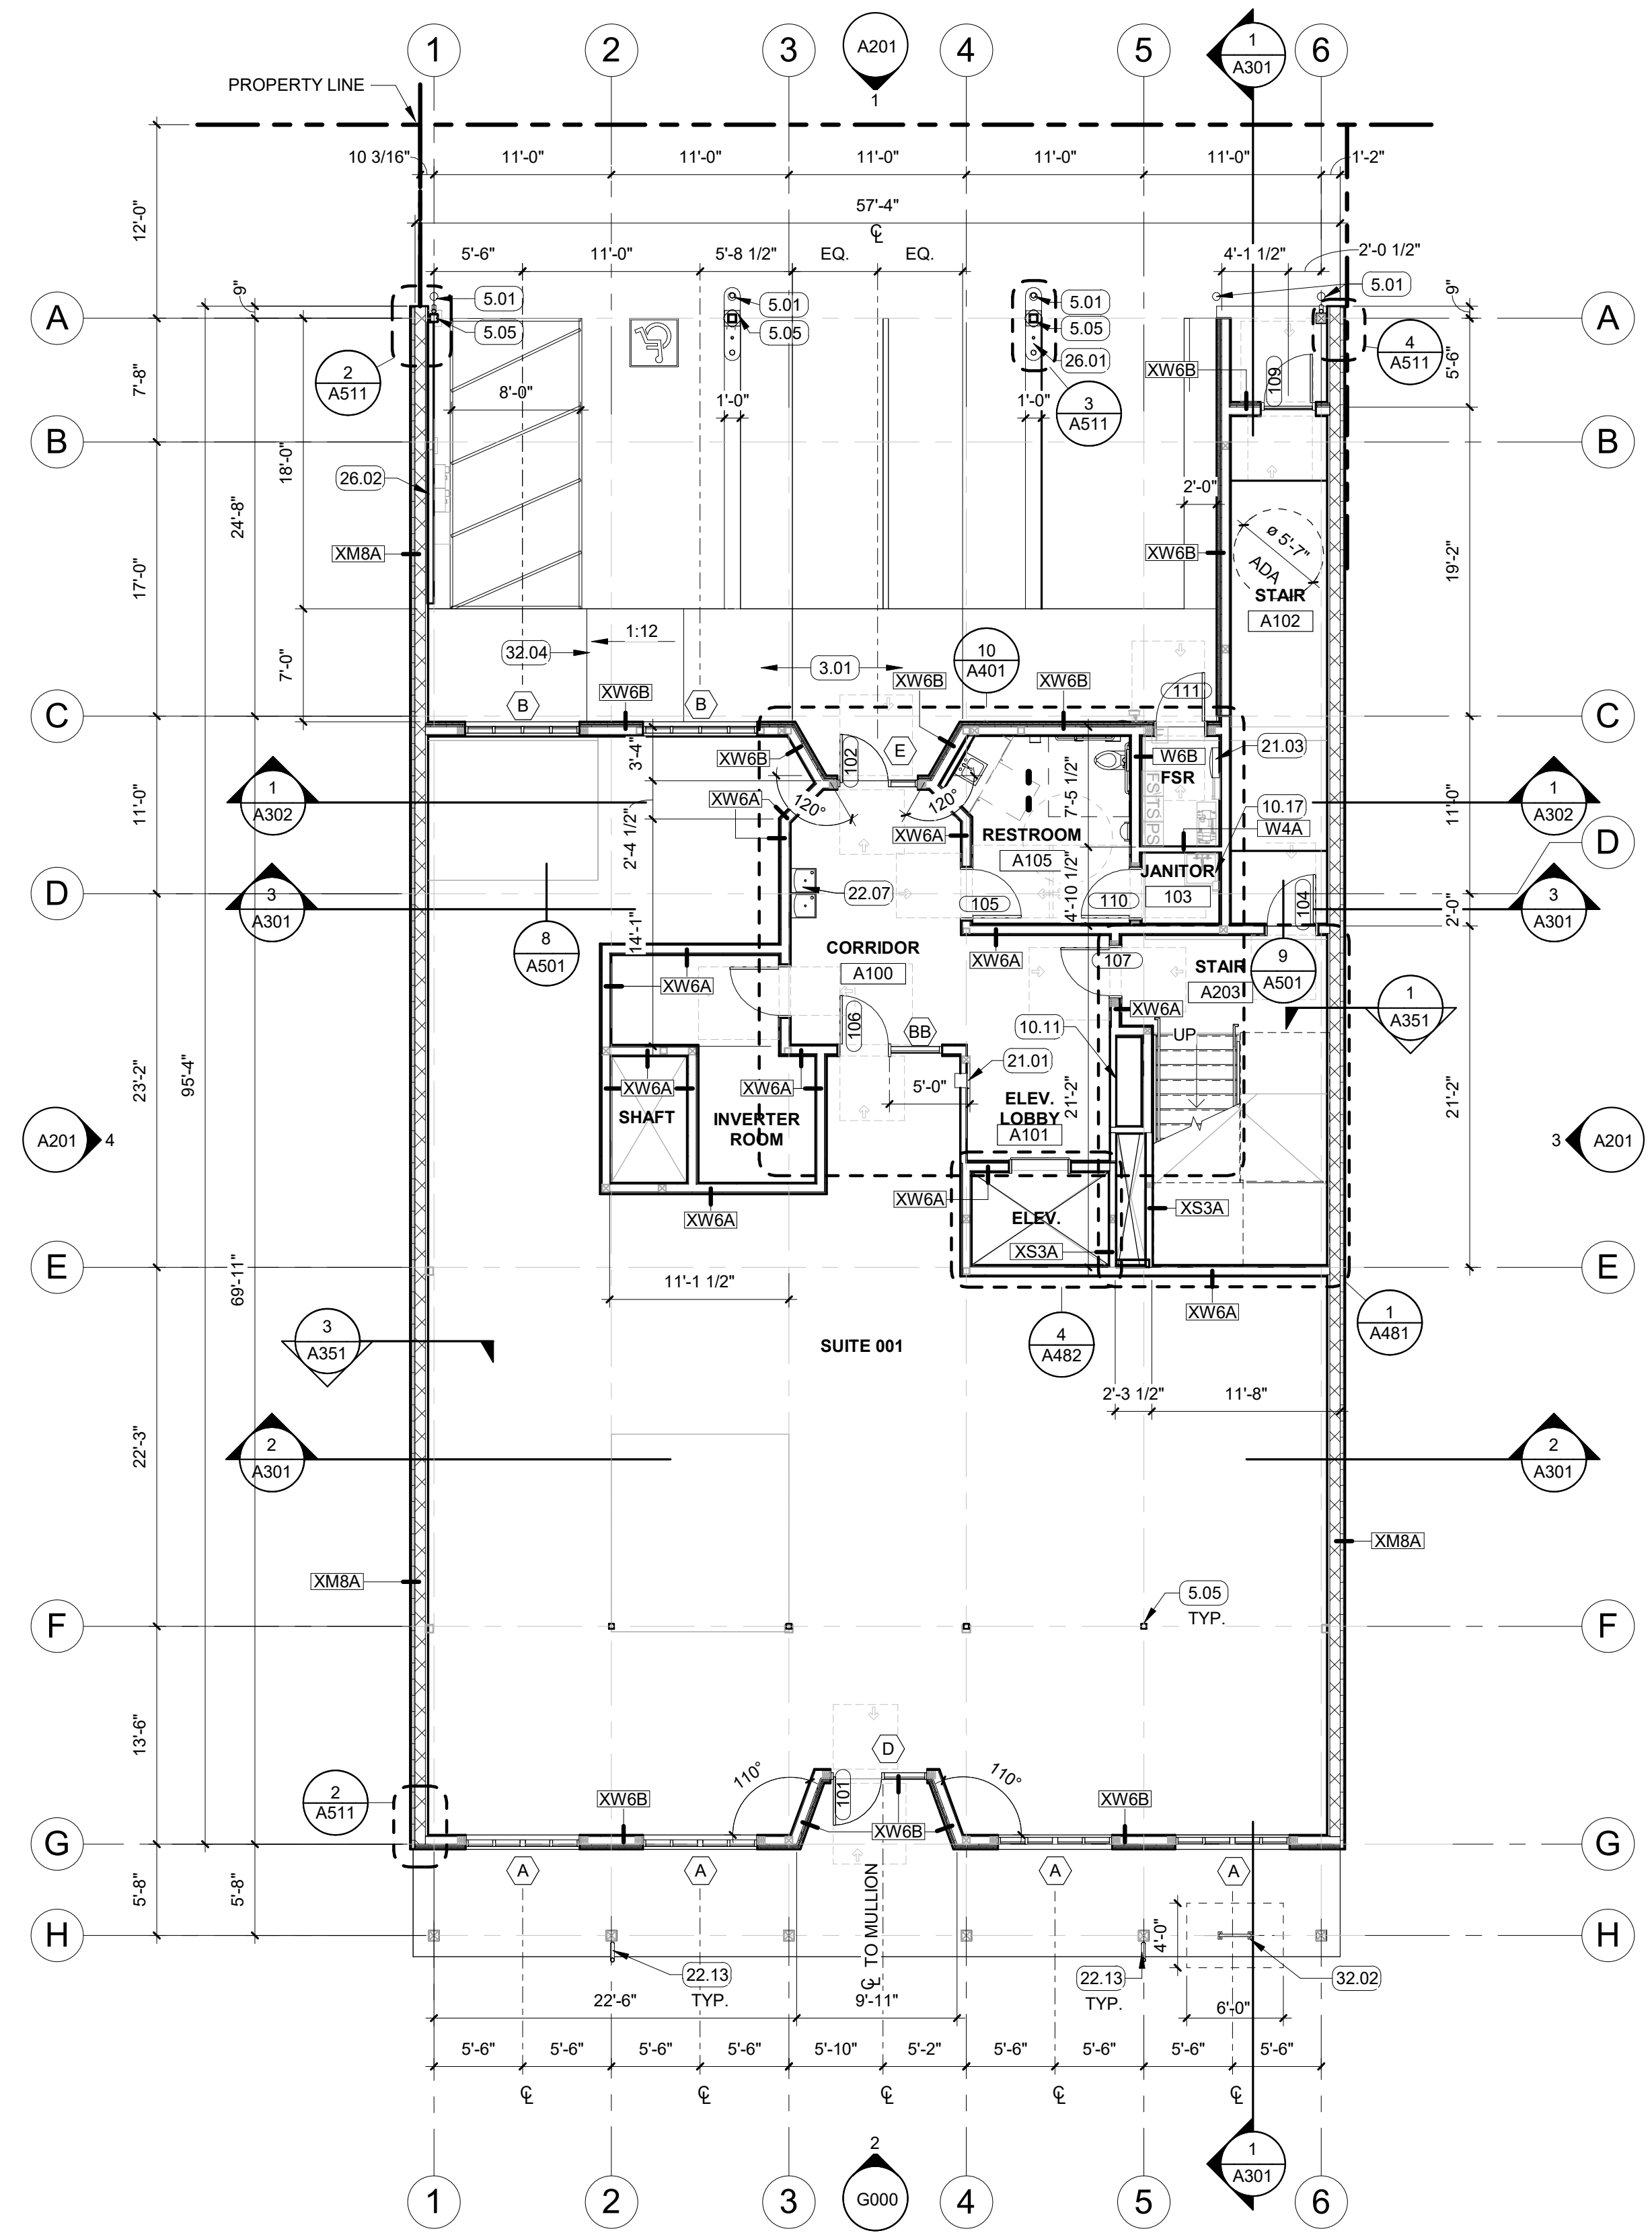 1 2 3 4 5 6
A201
1
1
A301
PROPERTY LINE
10 3/16" 11'-0" 11'-0" 11'-0" 11'-0" 11'-0" 1'-2"
57'-4"
℄
5'-6" 11'-0" 5'-8 1/2" EQ. EQ. 4'-1 1/2" 2'-0 1/2"
12'-0"
9" 9"
5.01 5.01 5.01 5.01
A A
5.05 5.05 5.05
26.01
2
A511
3
A511
4
A511
7'-8" 5'-6"
8'-0" 1'-0" 1'-0"
XW6B 109
B B
26.02 18'-0" 2'-0"
24'-8"
XM8A XW6B
17'-0" 19'-2"
ø 5'-7"
ADA
STAIR
A102
32.04 1:12 3.01
10
A401
7'-0"
XW6B XW6B XW6B
B B
111
C C
3'-4" XW6B 102 E W6B 21.03
FSR
FS TS PS
7'-5 1/2"
1
A302
1
A302
XW6A 120° 120° XW6A
10.17
W4A
11'-0" 11'-0"
2'-4 1/2"
RESTROOM
A105
JANITOR
103
4'-10 1/2"
D D
3
A301
3
A301
22.07 105 110 104
2'-0"
14'-1"
8
A501
CORRIDOR
A100
XW6A 107
STAIR
A203
9
A501
XW6A XW6A
XW6A
1
A351
106 BB 10.11 UP
21.01
5'-0"
XW6A XW6A
SHAFT
INVERTER
ROOM
ELEV.
LOBBY
A101
21'-2" 21'-2"
23'-2" 95'-4"
A201 4
3 A201
XW6A XW6A XS3A
ELEV.
XS3A
E E
69'-11"
11'-1 1/2"
XW6A
3
A351
SUITE 001
4
A482
1
A481
2'-3 1/2" 11'-8"
22'-3"
2
A301
2
A301
XM8A
XM8A
5.05
TYP.
F F
13'-6"
D
110° 110°
101
2
A511
XW6B XW6B
XW6B
G G
A A A A
5'-8" 5'-8"
℄ TO MULLION
4'-0"
H H
22.13
TYP.
22.13
TYP.
32.02
22'-6" 9'-11" 6'-0"
5'-6" 5'-6" 5'-6" 5'-6" 5'-10" 5'-2" 5'-6" 5'-6" 5'-6" 5'-6"
℄ ℄ ℄ ℄ ℄
2
G000
1
A301
1 2 3 4 5 6